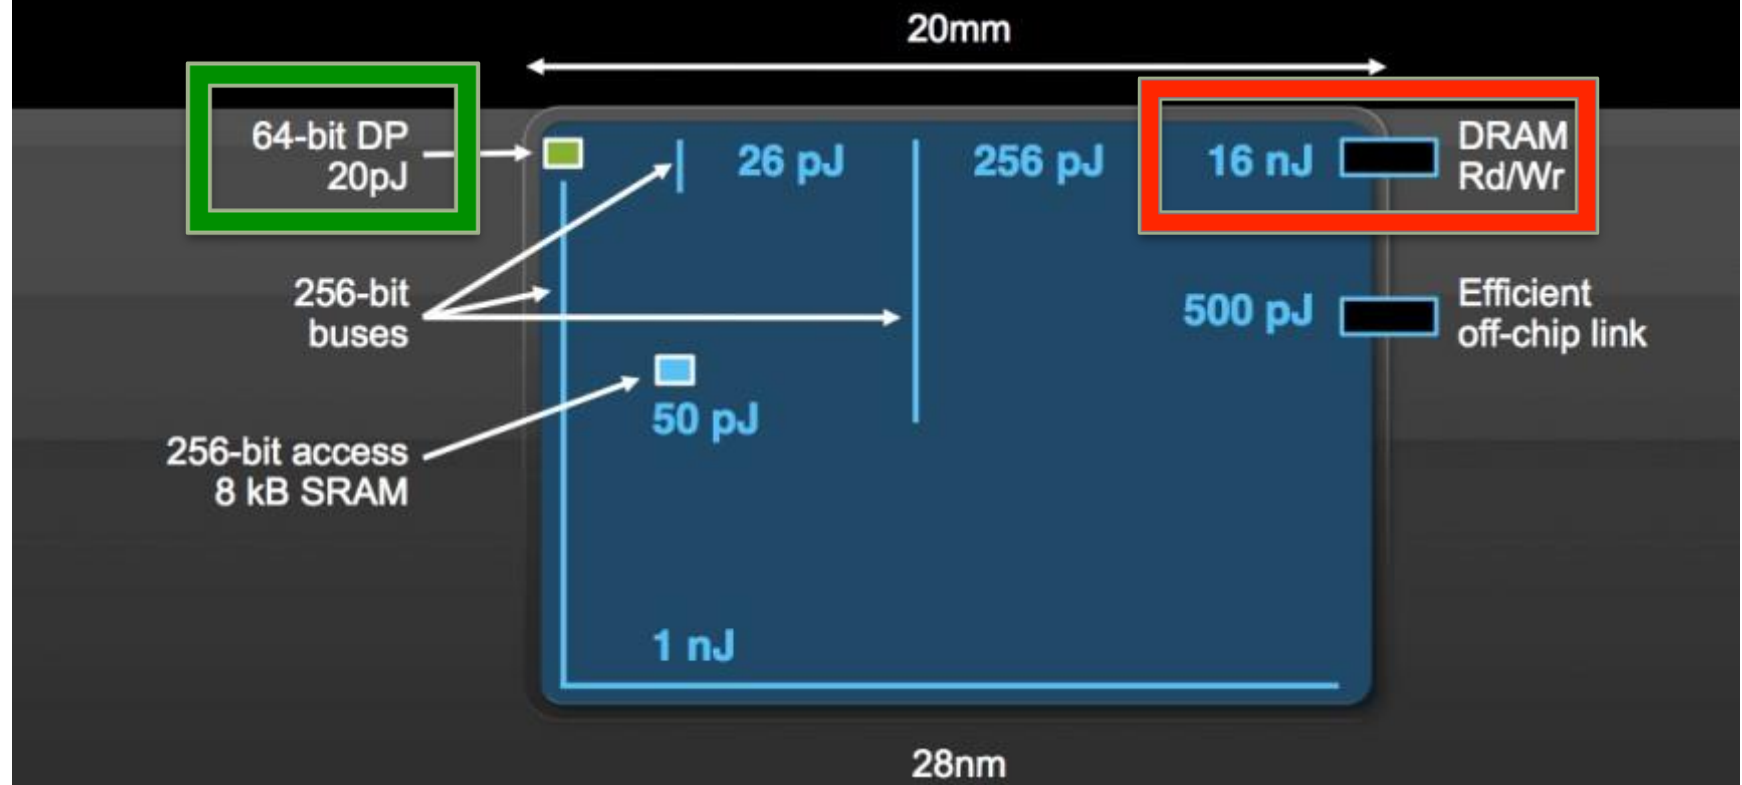 20mm
64-bit DP
20pJ
26 pJ
256 pJ
16 nJ
DRAM
Rd/Wr
256-bit
buses
500 pJ
Efficient
off-chip link
50 pJ
256-bit access
8 kB SRAM
1 nJ
28nm